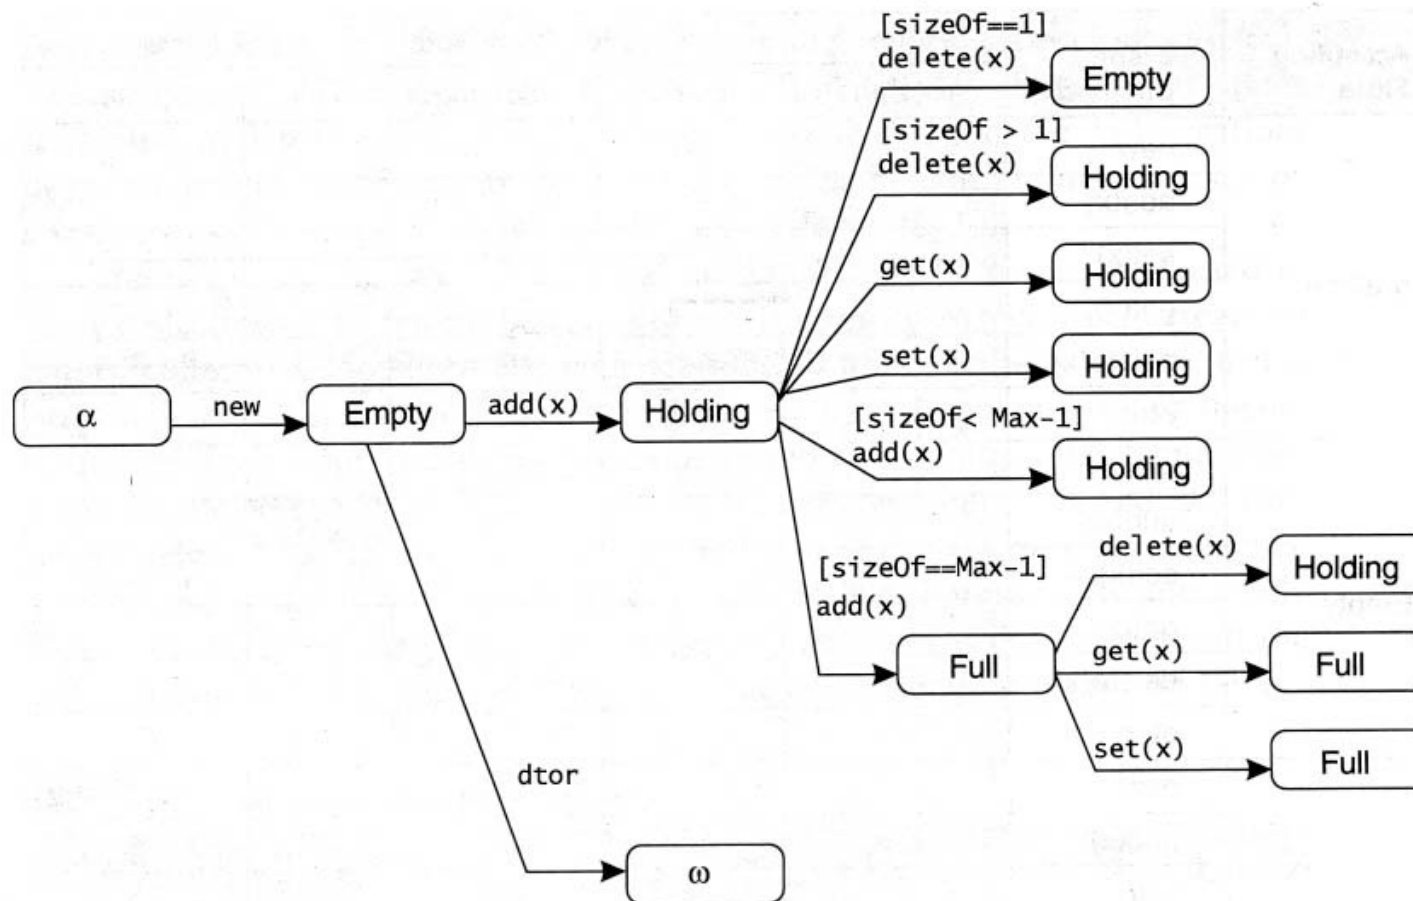 [sizeOf==1]
delete(x)
Empty
[sizeOf > 1]
delete(x)
Holding
get(x)
Holding
set(x)
Holding
α
new
Empty
add(x)
Holding
[sizeOf< Max-1]
add(x)
Holding
[sizeOf==Max-1]
add(x)
Full
delete(x)
Holding
get(x)
Full
set(x)
Full
dtor
ω